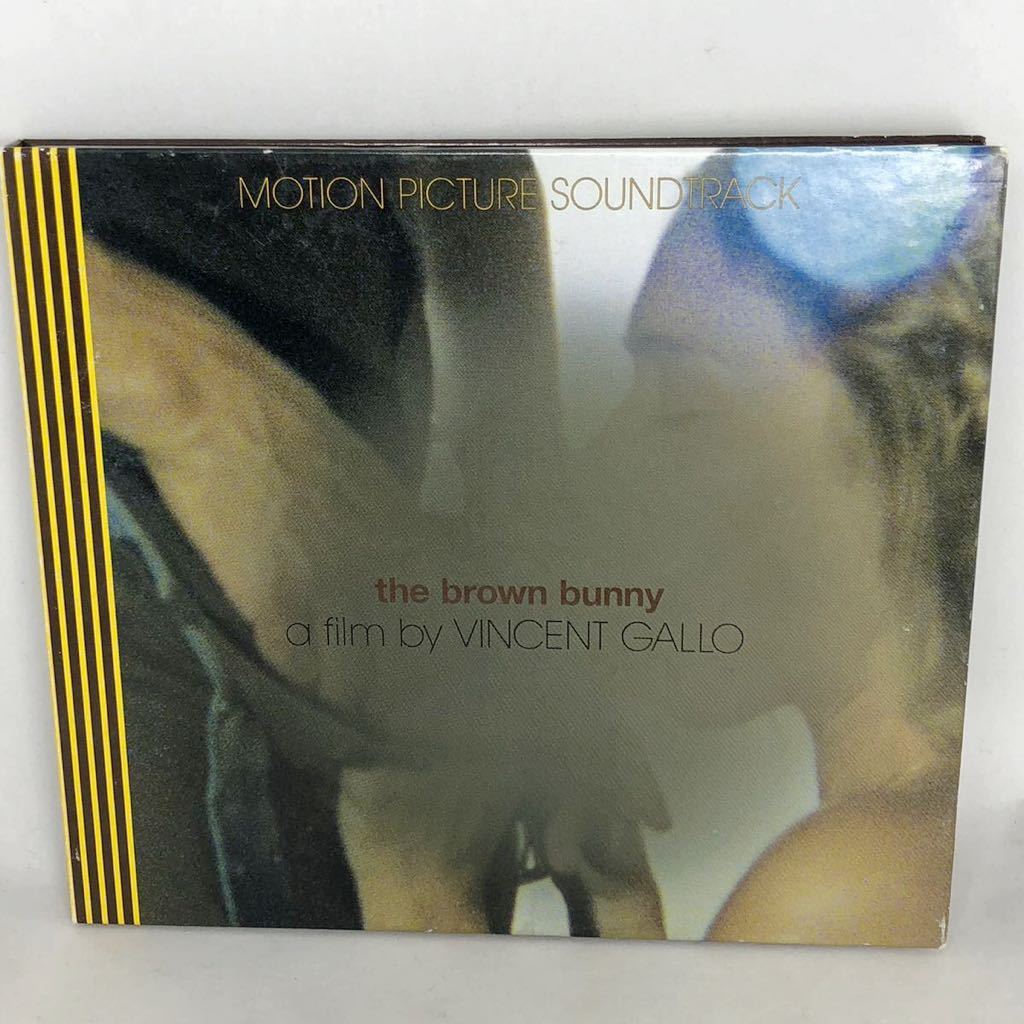 MOTION PICTURE SOUNDTRACK
the brown bunny
a film by VINCENT GALLO